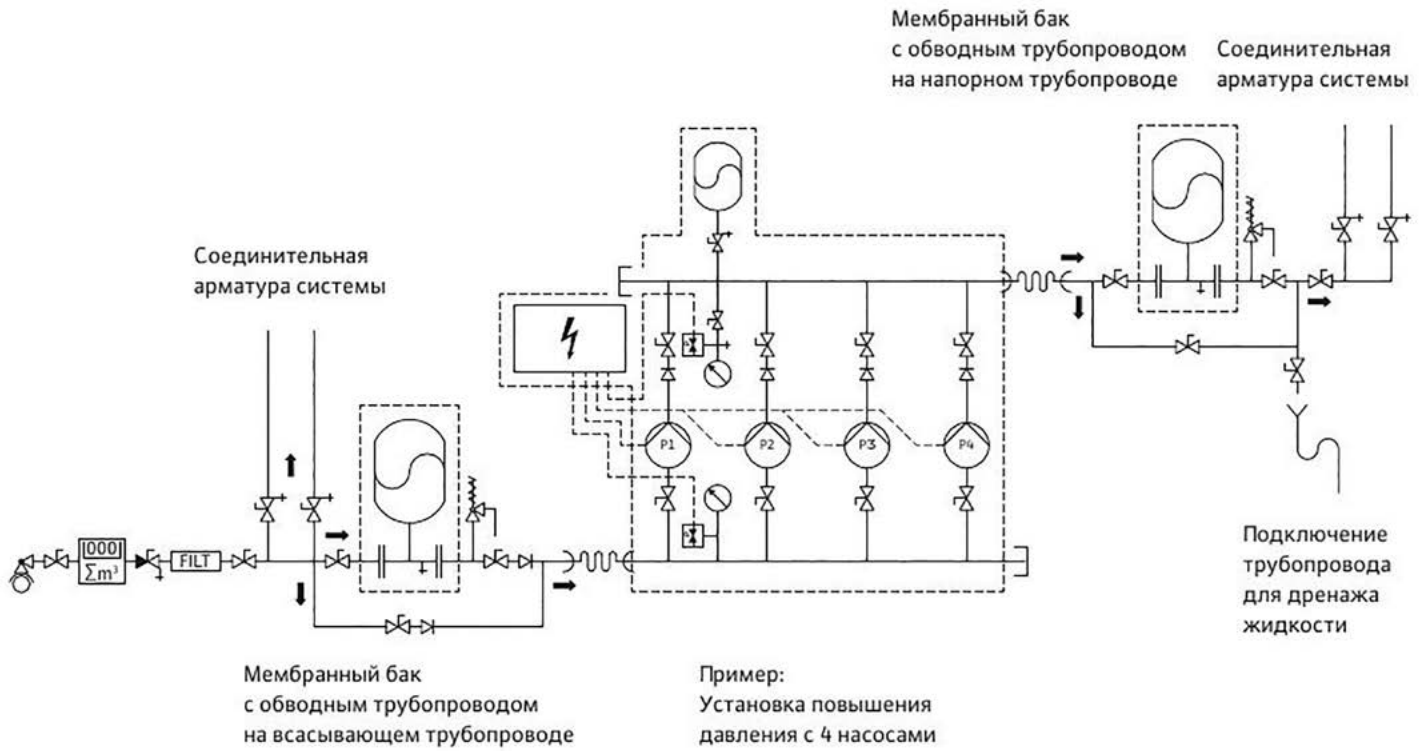 Мембранный бак
с обводным трубопроводом
на напорном трубопроводе
Соединительная
арматура системы
Соединительная
арматура системы
P1
P2
P3
P4
000
Σm³
FILT
Подключение
трубопровода
для дренажа
жидкости
Мембранный бак
с обводным трубопроводом
на всасывающем трубопроводе
Пример:
Установка повышения
давления с 4 насосами